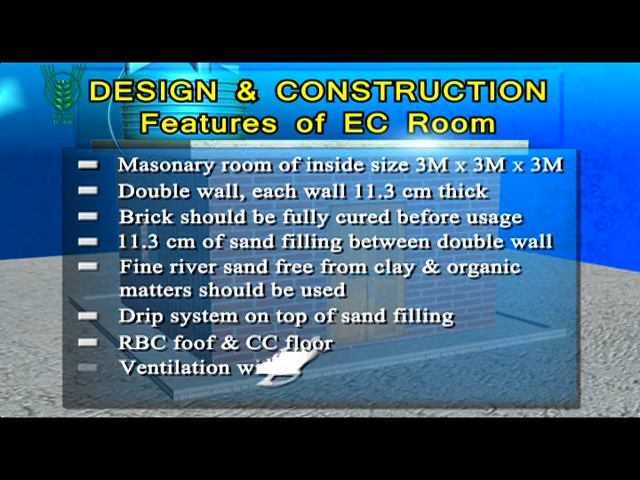 DESIGN & CONSTRUCTION
Features of EC Room
Masonary room of inside size 3M x 3M x 3M
Double wall, each wall 11.3 cm thick
Brick should be fully cured before usage
11.3 cm of sand filling between double wall
Fine river sand free from clay & organic
matters should be used
Drip system on top of sand filling
RBC foof & CC floor
Ventilation